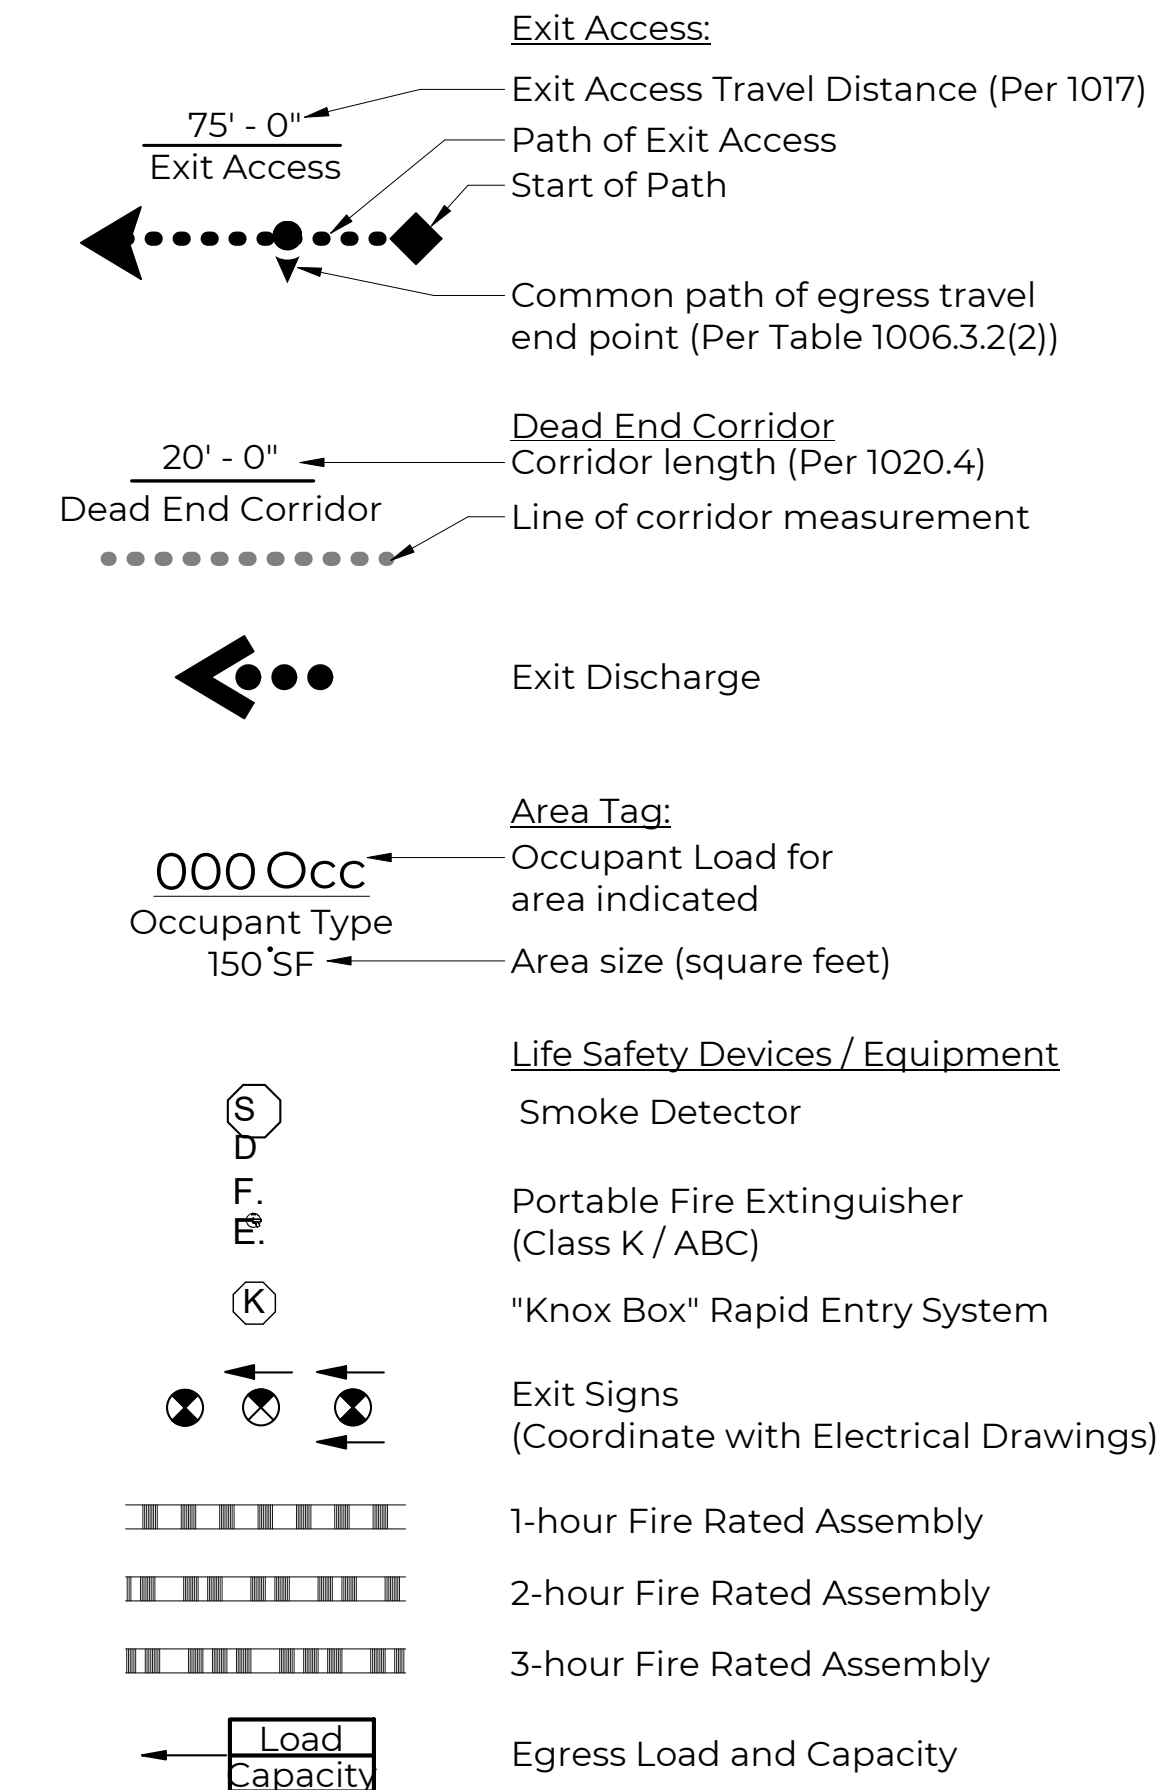 Exit Access:
Exit Access Travel Distance (Per 1017)
75' - 0"
Exit Access
Path of Exit Access
Start of Path
Common path of egress travel
end point (Per Table 1006.3.2(2))
Dead End Corridor
20' - 0"
Corridor length (Per 1020.4)
Dead End Corridor
Line of corridor measurement
Exit Discharge
Area Tag:
000 Occ
Occupant Load for
area indicated
Occupant Type
150 SF
Area size (square feet)
Life Safety Devices / Equipment
S
D
Smoke Detector
F.
E.
Portable Fire Extinguisher
(Class K / ABC)
K
"Knox Box" Rapid Entry System
Exit Signs
(Coordinate with Electrical Drawings)
1-hour Fire Rated Assembly
2-hour Fire Rated Assembly
3-hour Fire Rated Assembly
Load
Capacity
Egress Load and Capacity